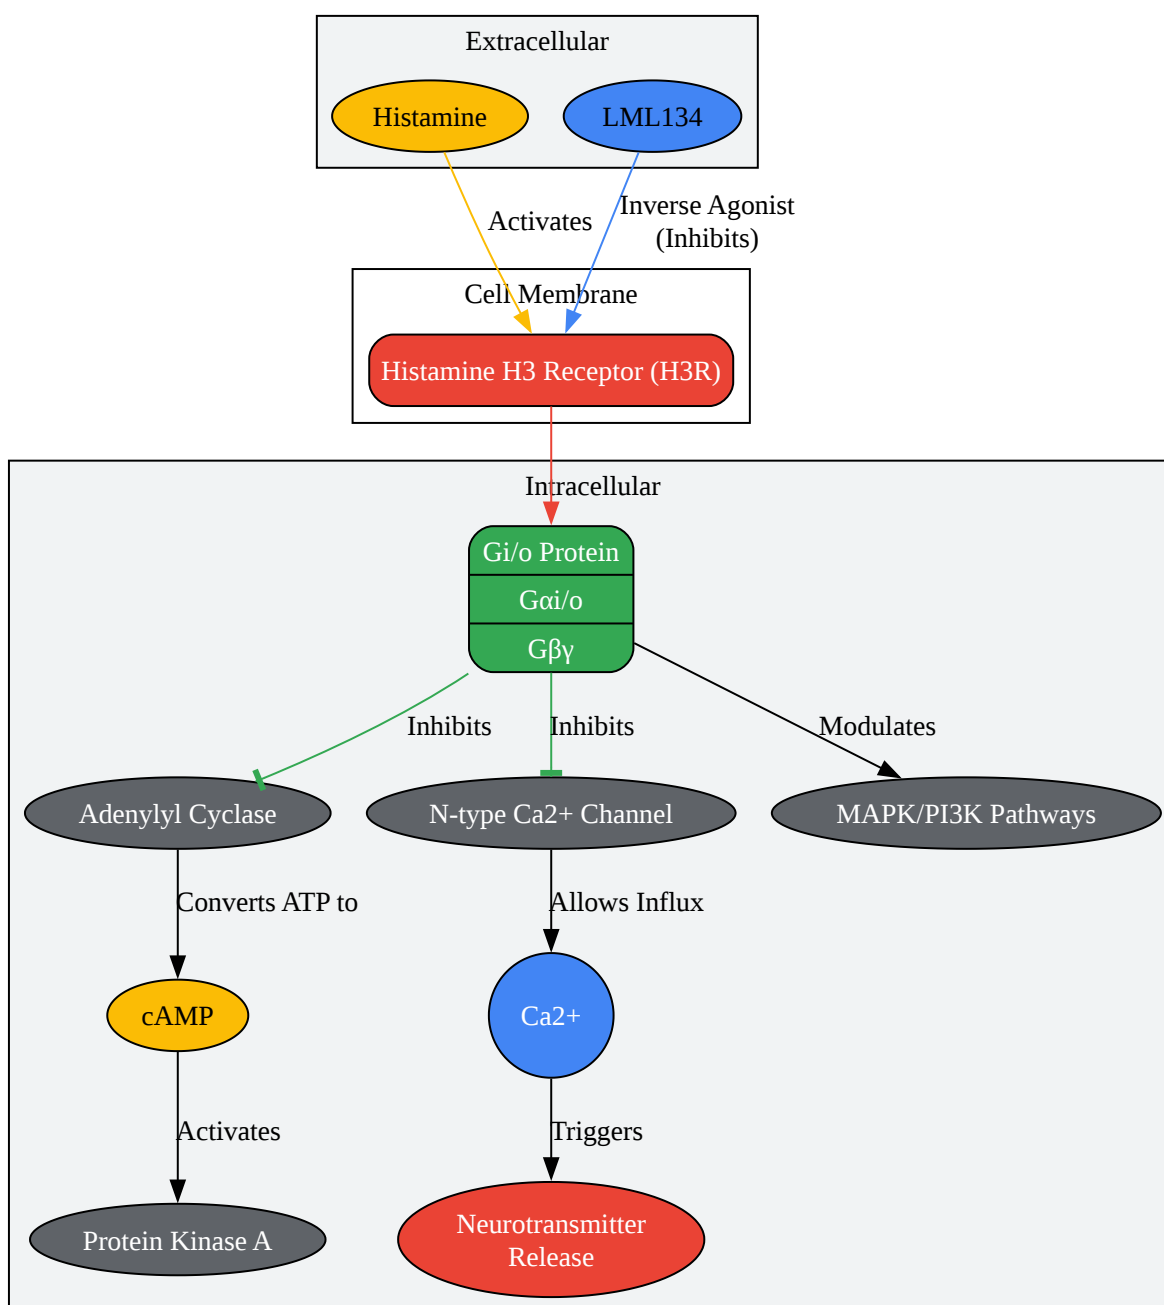 Extracellular
Histamine
LML134
Activates
Inverse Agonist
(Inhibits)
Cell Membrane
Histamine H3 Receptor (H3R)
Intracellular
Gi/o Protein
Gαi/o
Gβγ
Inhibits
Inhibits
Modulates
Adenylyl Cyclase
N-type Ca2+ Channel
MAPK/PI3K Pathways
Converts ATP to
Allows Influx
cAMP
Ca2+
Activates
Triggers
Protein Kinase A
Neurotransmitter
Release